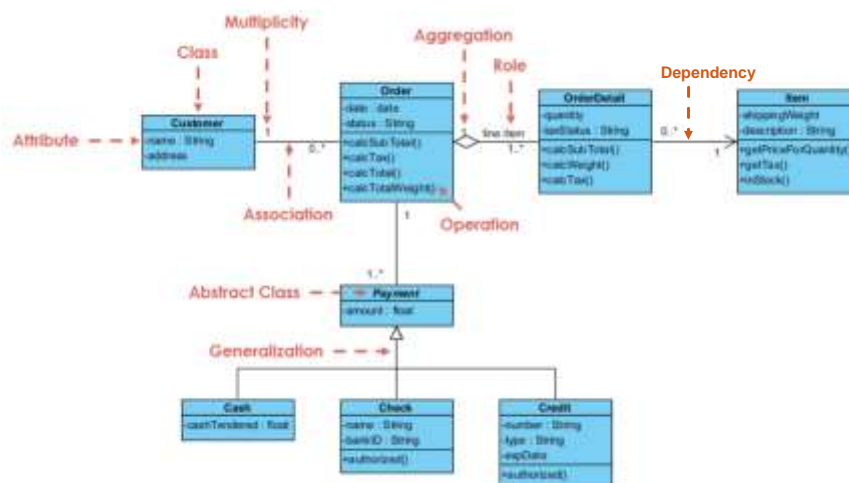 Multiplicity
Aggregation
Class
Role
Dependency
Order
-date : date
-status : String
+calcSubTotal()
+calcTax()
+calcTotal()
+calcTotalWeight()
OrderDetail
-quantity
-taxStatus : String
+calcSubTotal()
+calcWeight()
+calcTax()
Item
-shippingWeight
-description : String
+getPriceForQuantity()
+getTax()
+inStock()
Attribute
Customer
-name : String
-address
1
0..*
1
line item
1..*
0..*
1
Association
Operation
1
1..*
Abstract Class
Payment
-amount : float
Generalization
Cash
-cashTendered : float
Check
-name : String
-bankID : String
+authorized()
Credit
-number : String
-type : String
-expDate
+authorized()